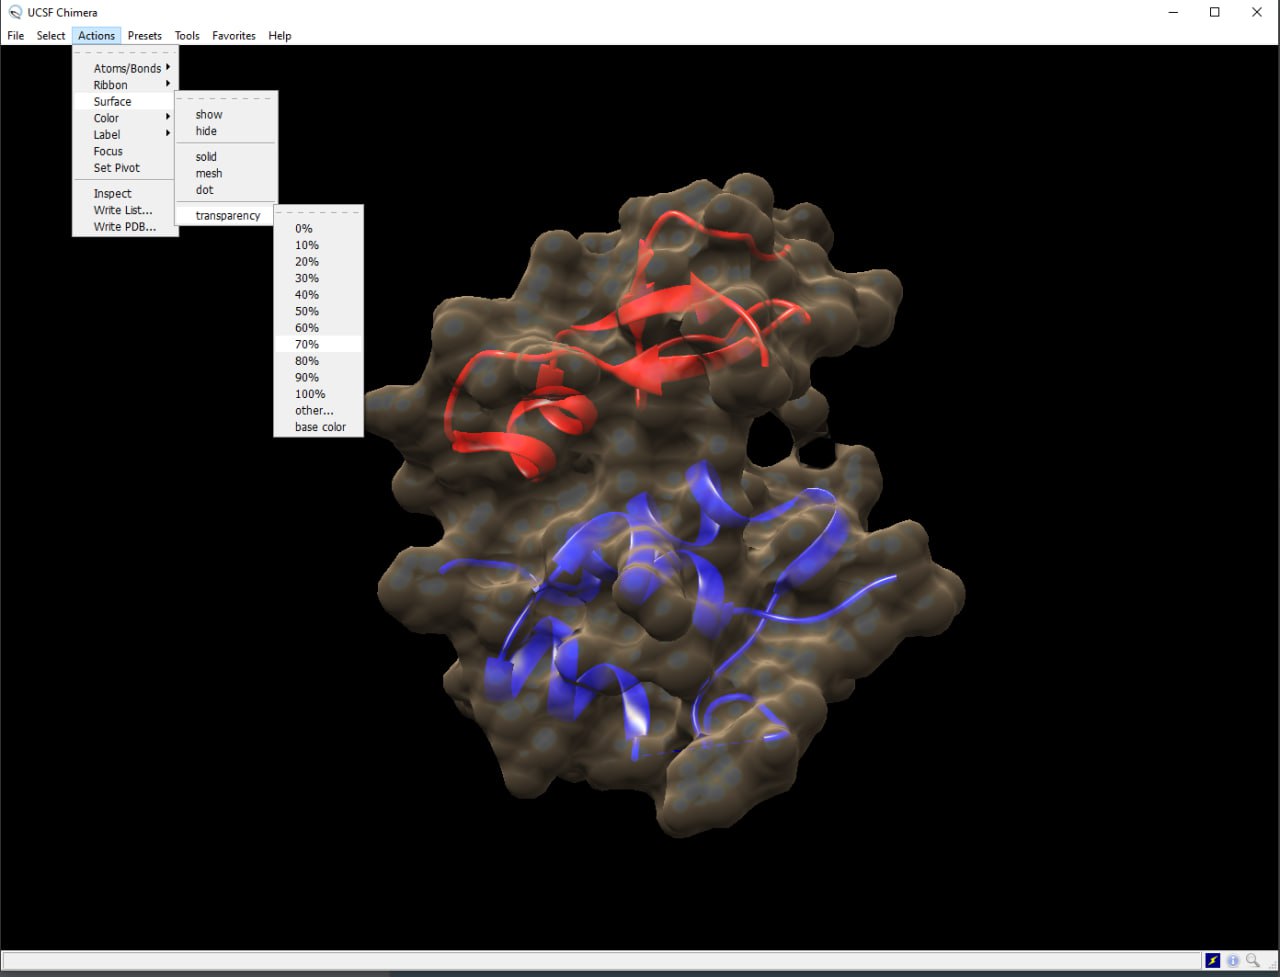 UCSF Chimera
File Select Actions Presets Tools Favorites Help
Atoms/Bonds
Ribbon
Surface
Color
Label
Focus
Set Pivot
Inspect
Write List...
Write PDB...
show
hide
solid
mesh
dot
transparency
0%
10%
20%
30%
40%
50%
60%
70%
80%
90%
100%
other...
base color